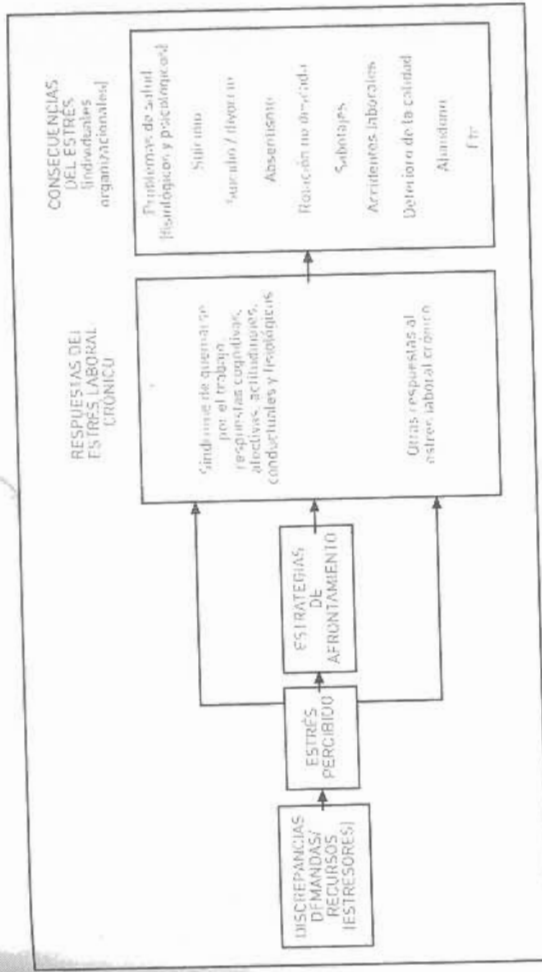 DISCREPANCIAS
DEMANDAS/
RECURSOS
(ESTRESORES)
ESTRÉS
PERCIBIDO
ESTRATEGIAS
DE
AFRONTAMIENTO
RESPUESTAS DEL
ESTRÉS LABORAL
CRÓNICO
Síndrome de quemarse
por el trabajo
respuestas cognitivas,
afectivas, actitudinales,
conductuales y fisiológicas
Otras respuestas al
estrés laboral crónico
CONSECUENCIAS
DEL ESTRÉS
(individuales
organizacionales)
Problemas de salud
(fisiológicos y psicológicos)
Suicidio / divorcio
Absentismo
Rotación no deseada
Sabotajes
Accidentes laborales
Deterioro de la calidad
Abandono
Etc